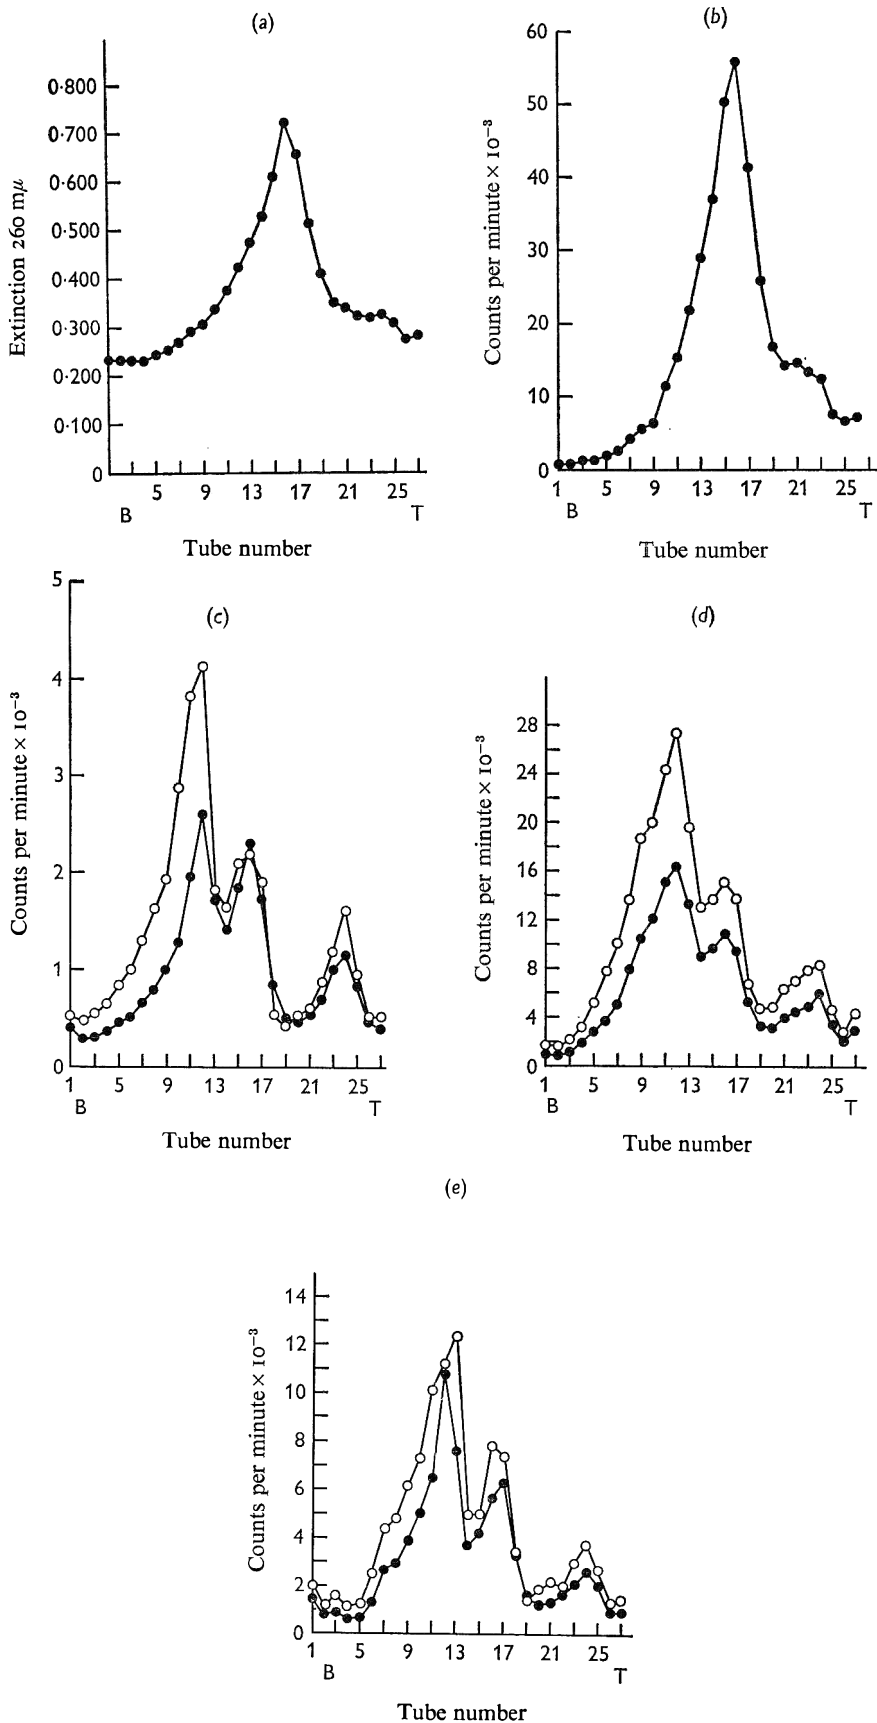 (a)
Extinction 260 mμ
0·800
0·700
0·600
0·500
0·400
0·300
0·200
0·100
0
5 9 13 17 21 25
B T
Tube number
(b)
Counts per minute × 10⁻³
60
50
40
30
20
10
0
1 5 9 13 17 21 25
B T
Tube number
(c)
Counts per minute × 10⁻³
5
4
3
2
1
0
1 5 9 13 17 21 25
B T
Tube number
(d)
Counts per minute × 10⁻³
28
24
20
16
12
8
4
0
1 5 9 13 17 21 25
B T
Tube number
(e)
Counts per minute × 10⁻³
14
12
10
8
6
4
2
0
1 5 9 13 17 21 25
B T
Tube number